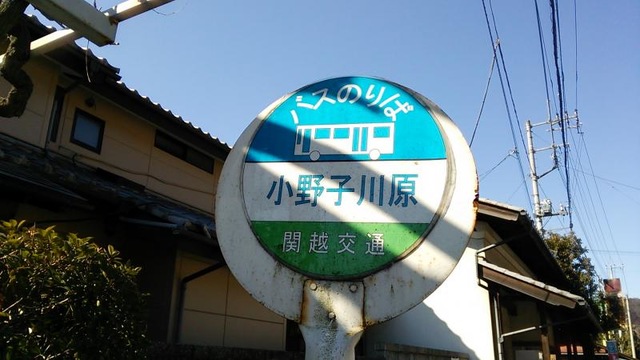 バスのりば
小野子川原
関越交通